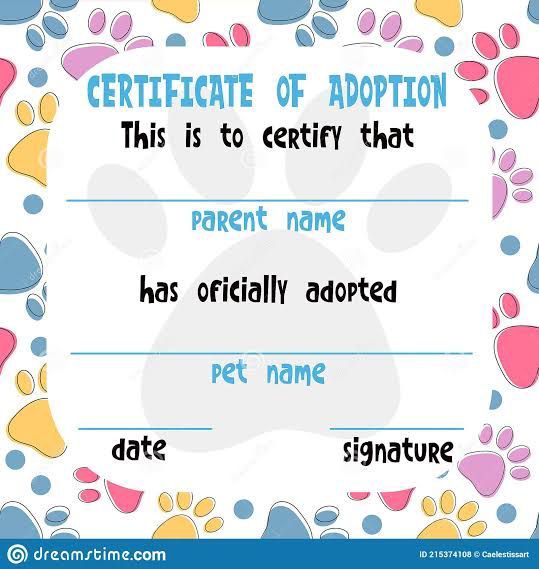 CERTIFICATE OF ADOPTION
This is to certify that
parent name
has oficially adopted
pet name
date signature
dreamstime.com
215374108 © Caelestissart